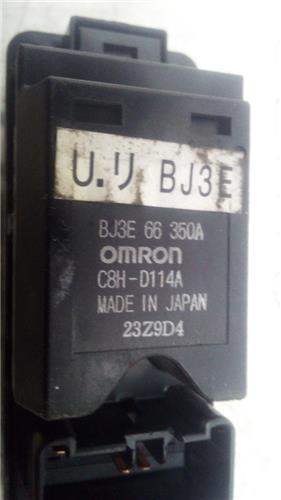 U.リ BJ3E
BJ3E 66 350A
OMRON
C8H-D114A
MADE IN JAPAN
23Z9D4